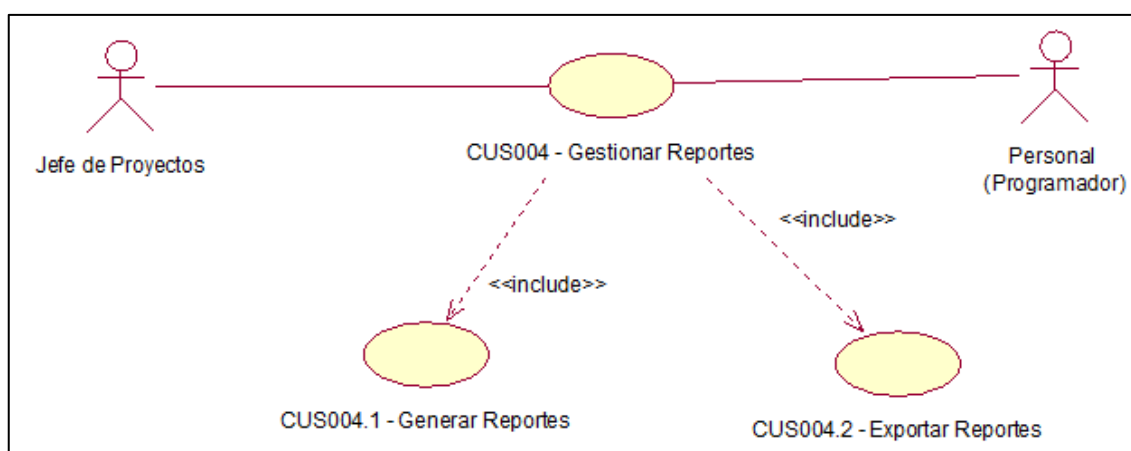 Jefe de Proyectos
CUS004 - Gestionar Reportes
Personal
(Programador)
<<include>>
<<include>>
CUS004.1 - Generar Reportes
CUS004.2 - Exportar Reportes